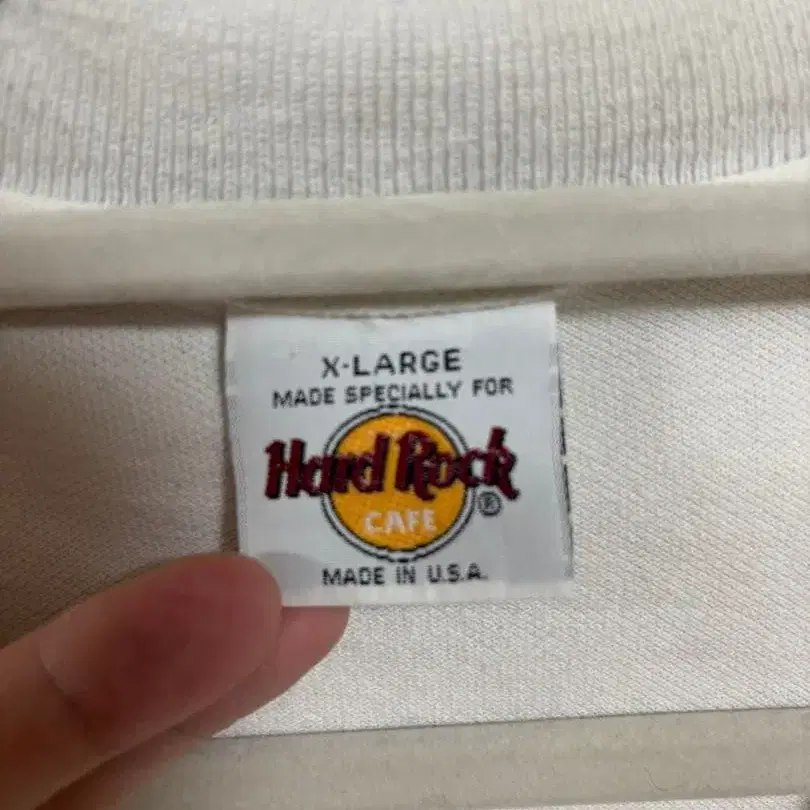 X-LARGE
MADE SPECIALLY FOR
Hard Rock
®
CAFE
MADE IN U.S.A.